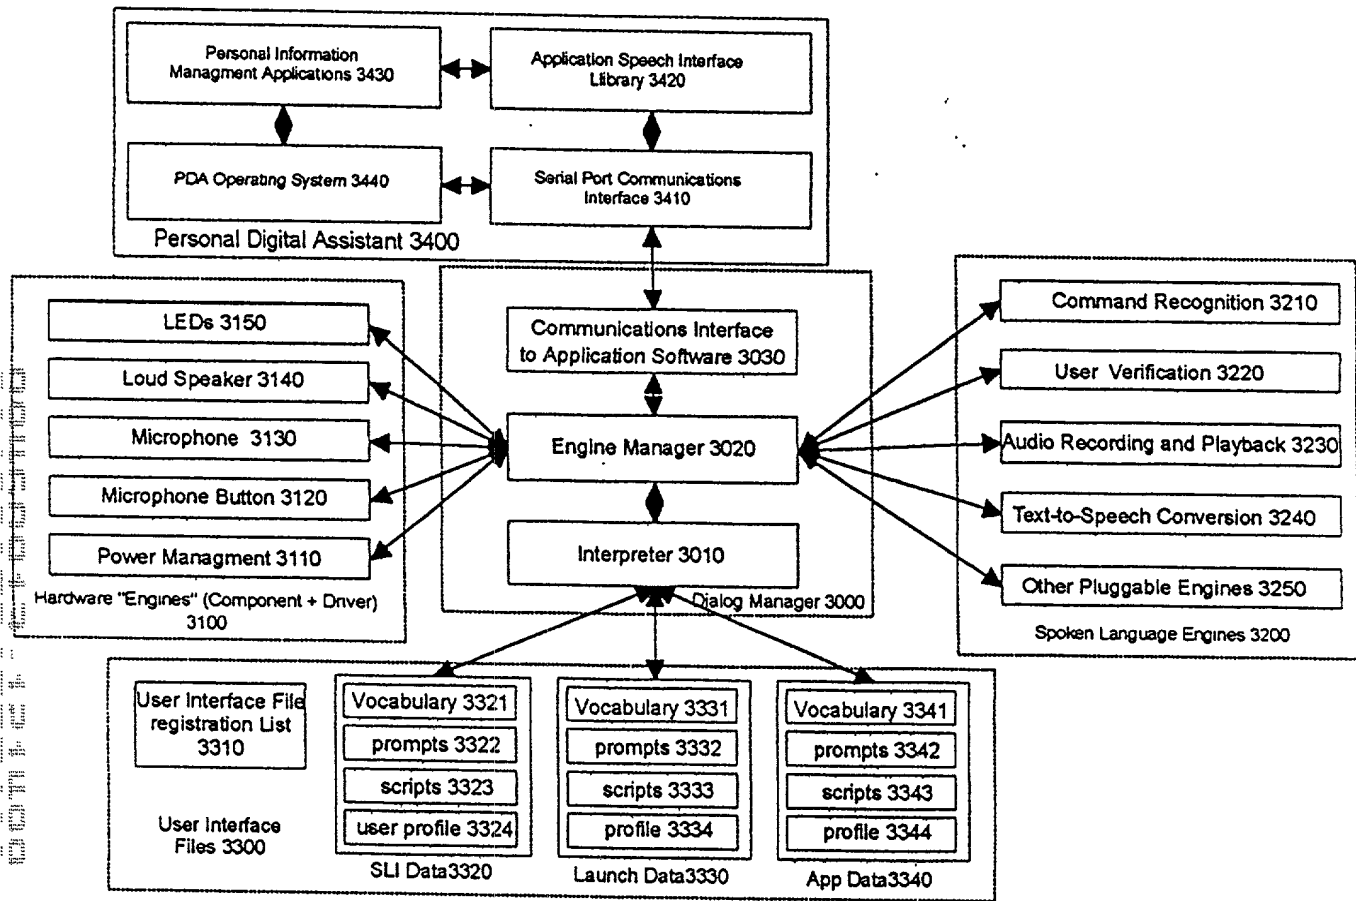 Personal Information
Managment Applications 3430
Application Speech Interface
Llibrary 3420
PDA Operating System 3440
Serial Port Communications
Interface 3410
Personal Digital Assistant 3400
LEDs 3150
Loud Speaker 3140
Microphone 3130
Microphone Button 3120
Power Managment 3110
Hardware "Engines" (Component + Driver)
3100
Communications Interface
to Application Software 3030
Engine Manager 3020
Interpreter 3010
Dialog Manager 3000
Command Recognition 3210
User Verification 3220
Audio Recording and Playback 3230
Text-to-Speech Conversion 3240
Other Pluggable Engines 3250
Spoken Language Engines 3200
User Interface File
registration List
3310
User Interface
Files 3300
Vocabulary 3321
prompts 3322
scripts 3323
user profile 3324
SLI Data3320
Vocabulary 3331
prompts 3332
scripts 3333
profile 3334
Launch Data3330
Vocabulary 3341
prompts 3342
scripts 3343
profile 3344
App Data3340